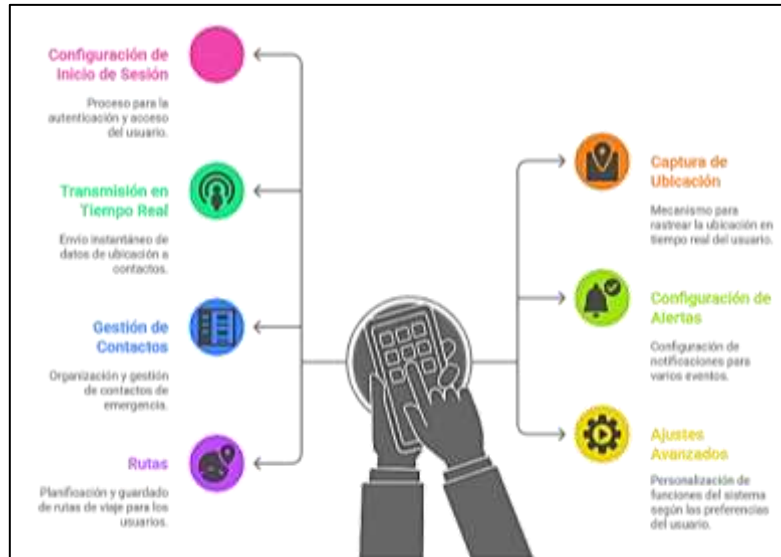 Configuración de
Inicio de Sesión
Proceso para la
autenticación y acceso
del usuario.
Transmisión en
Tiempo Real
Envío instantáneo de
datos de ubicación a
contactos.
Gestión de
Contactos
Organización y gestión
de contactos de
emergencia.
Rutas
Planificación y guardado
de rutas de viaje para los
usuarios.
Captura de
Ubicación
Mecanismo para
rastrear la ubicación en
tiempo real del usuario.
Configuración de
Alertas
Configuración de
notificaciones para
varios eventos.
Ajustes
Avanzados
Personalización de
funciones del sistema
según las preferencias
del usuario.